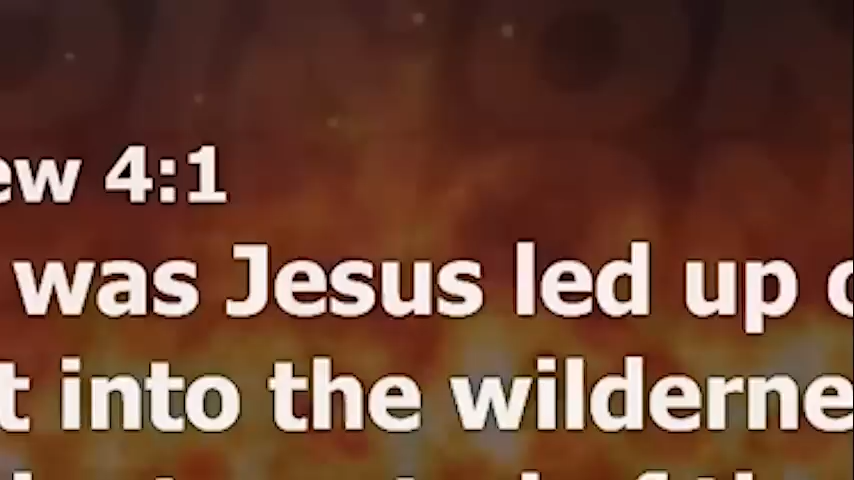 ew 4:1
was Jesus led up
t into the wilderne